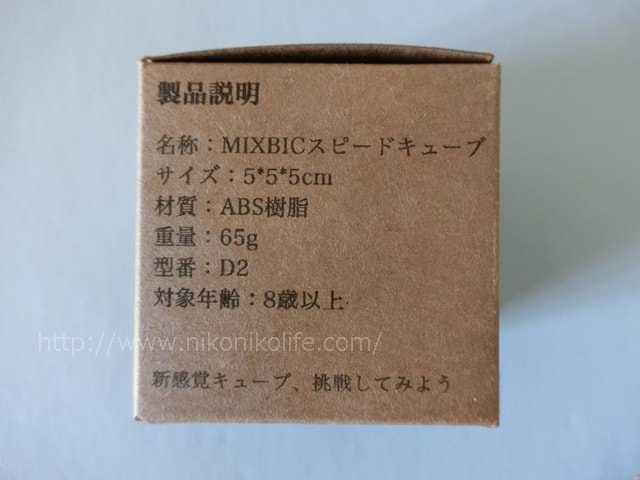 製品説明
名称：MIXBICスピードキューブ
サイズ：5*5*5cm
材質：ABS樹脂
重量：65g
型番：D2
対象年齢：8歳以上
http://www.nikonikolife.com/
新感覚キューブ、挑戦してみよう